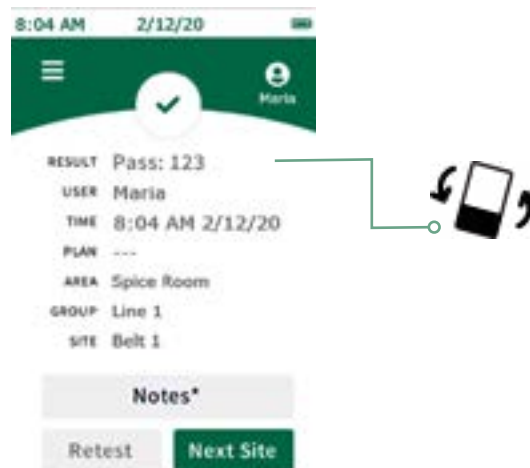 8:04 AM 2/12/20
Maria
RESULT Pass: 123
USER Maria
TIME 8:04 AM 2/12/20
PLAN ---
AREA Spice Room
GROUP Line 1
SITE Belt 1
Notes*
Retest Next Site